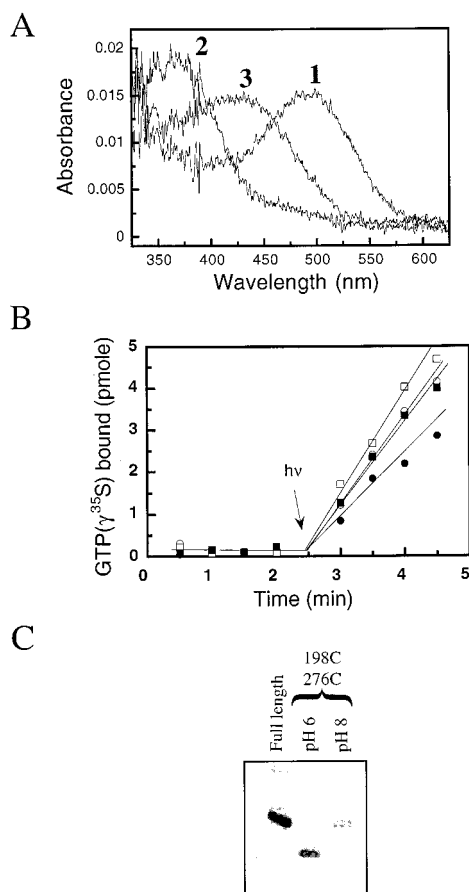 A
2
3
1
0.02
0.015
0.01
0.005
0
Absorbance
350 400 450 500 550 600
Wavelength (nm)
B
5
4
3
2
1
0
GTP(γ³⁵S) bound (pmole)
hν
0 1 2 3 4 5
Time (min)
C
198C
276C
Full length
pH 6
pH 8